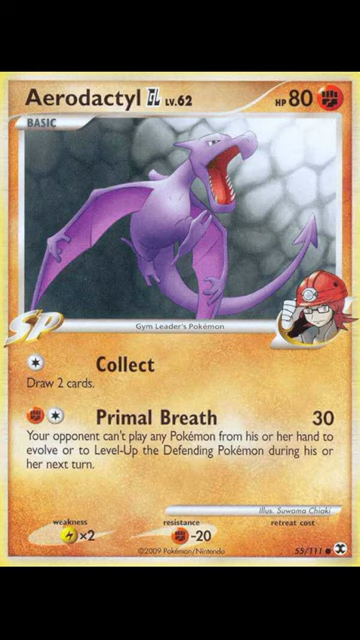 Aerodactyl GL LV.62 HP 80
BASIC
Gym Leader's Pokémon
SP
Collect
Draw 2 cards.
Primal Breath 30
Your opponent can't play any Pokémon from his or her hand to
evolve or to Level-Up the Defending Pokémon during his or
her next turn.
Illus. Suwama Chiaki
weakness resistance retreat cost
×2 -20
©2009 Pokémon/Nintendo 55/111